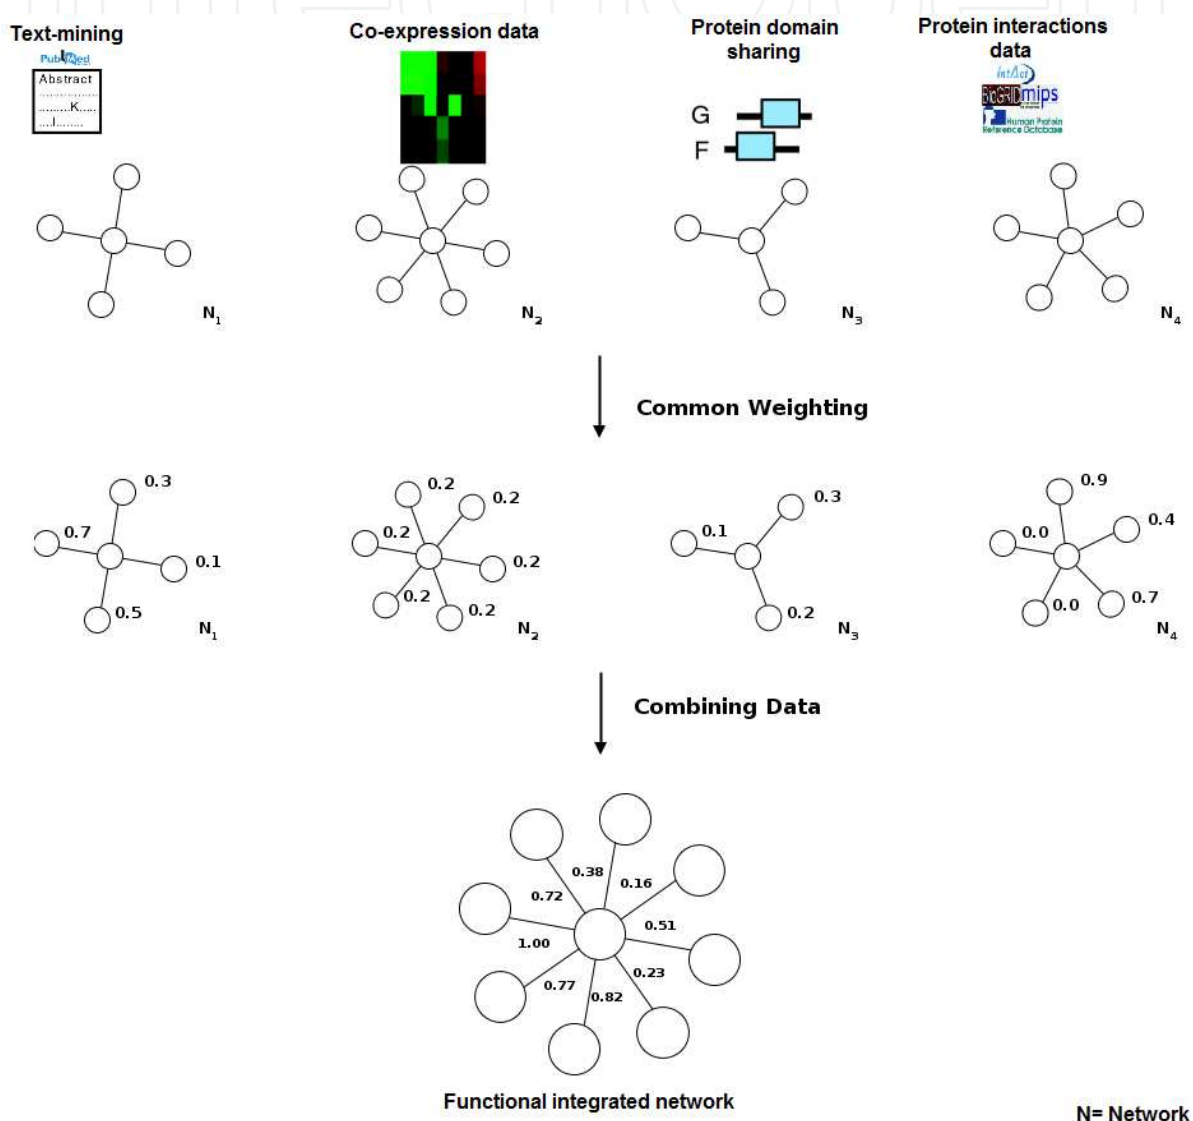 Text-mining
PubMed
Abstract
.........K.....
....I........
Co-expression data
Protein domain
sharing
G
F
Protein interactions
data
IntAct
BioGRID mips
Human Protein
Reference Database
N1
N2
N3
N4
Common Weighting
0.3
0.7
0.1
0.5
N1
0.2
0.2
0.2
0.2
0.2
0.2
N2
0.3
0.1
0.2
N3
0.9
0.4
0.0
0.0
0.7
N4
Combining Data
0.38
0.16
0.72
0.51
1.00
0.23
0.77
0.82
Functional integrated network
N= Network